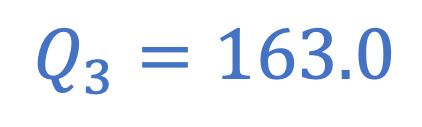 Q₃ = 163.0